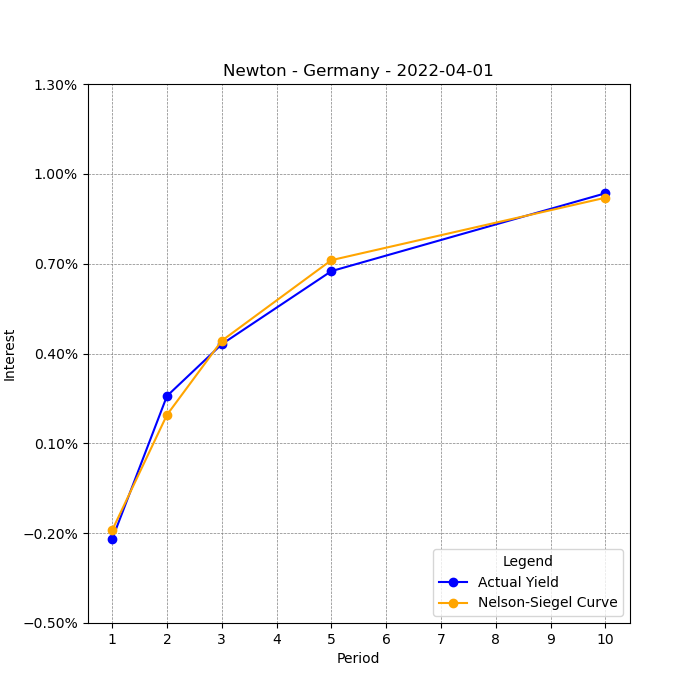 Newton - Germany - 2022-04-01
1.30%
1.00%
0.70%
0.40%
0.10%
−0.20%
−0.50%
Interest
Legend
Actual Yield
Nelson-Siegel Curve
1 2 3 4 5 6 7 8 9 10
Period